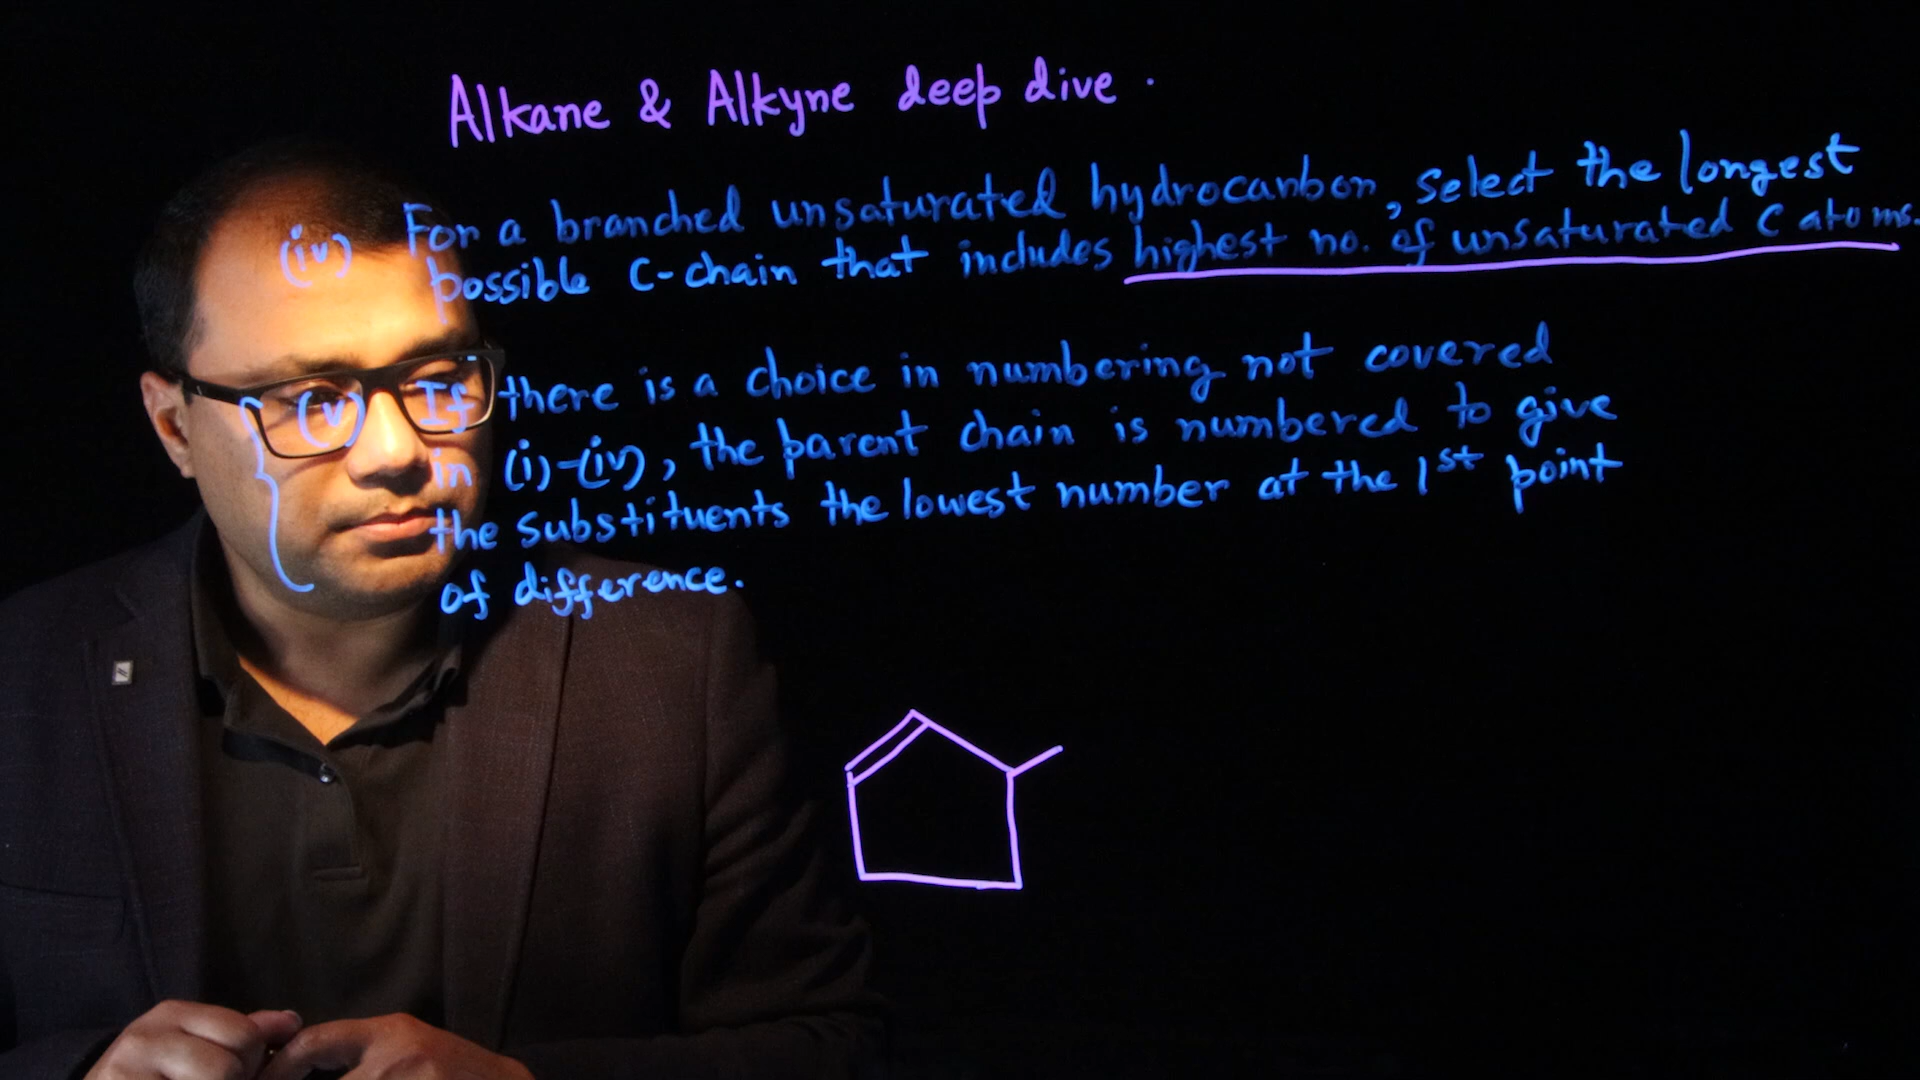 Alkane & Alkyne deep dive.
(iv) For a branched unsaturated hydrocarbon, select the longest
possible C-chain that includes highest no. of unsaturated C atoms.
(v) If there is a choice in numbering not covered
in (i)-(iv), the parent chain is numbered to give
the substituents the lowest number at the 1st point
of difference.